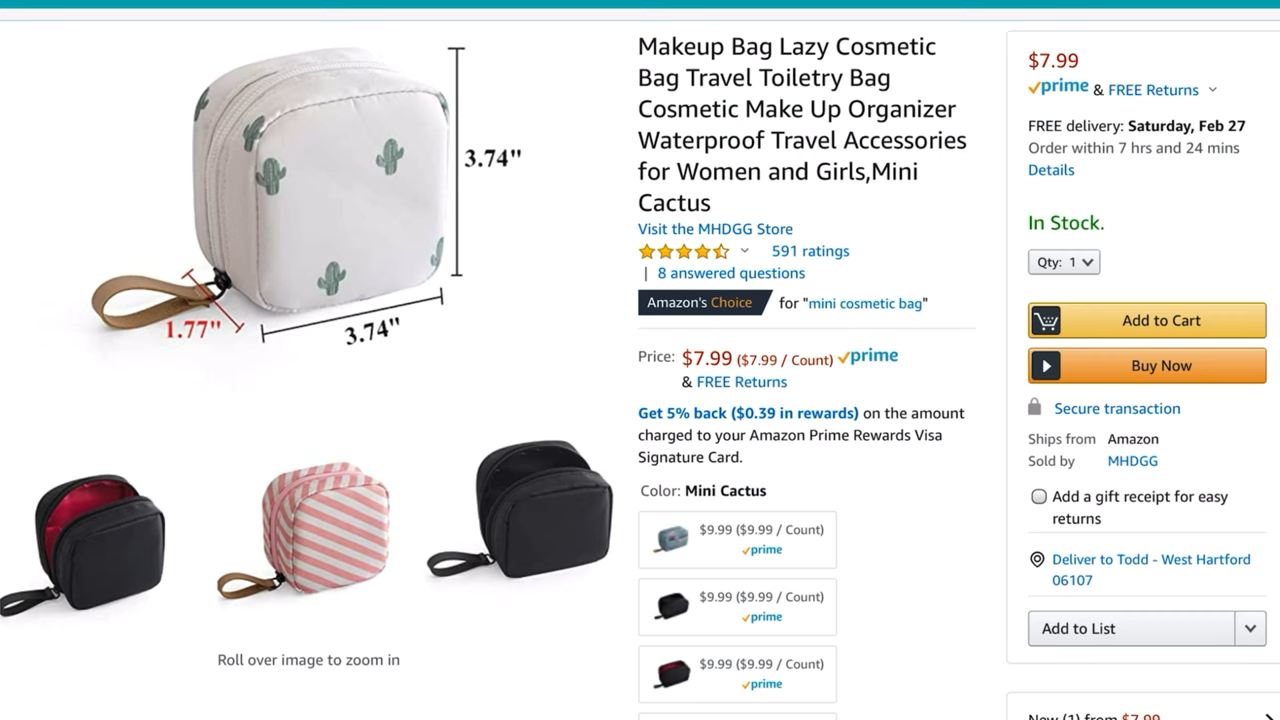 3.74"
1.77"
3.74"
Roll over image to zoom in
Makeup Bag Lazy Cosmetic
Bag Travel Toiletry Bag
Cosmetic Make Up Organizer
Waterproof Travel Accessories
for Women and Girls,Mini
Cactus
Visit the MHDGG Store
591 ratings
| 8 answered questions
Amazon's Choice for "mini cosmetic bag"
Price: $7.99 ($7.99 / Count) prime
& FREE Returns
Get 5% back ($0.39 in rewards) on the amount
charged to your Amazon Prime Rewards Visa
Signature Card.
Color: Mini Cactus
$9.99 ($9.99 / Count)
prime
$9.99 ($9.99 / Count)
prime
$9.99 ($9.99 / Count)
prime
$7.99
prime & FREE Returns
FREE delivery: Saturday, Feb 27
Order within 7 hrs and 24 mins
Details
In Stock.
Qty: 1
Add to Cart
Buy Now
Secure transaction
Ships from Amazon
Sold by MHDGG
Add a gift receipt for easy
returns
Deliver to Todd - West Hartford
06107
Add to List
New (1) from $7.99